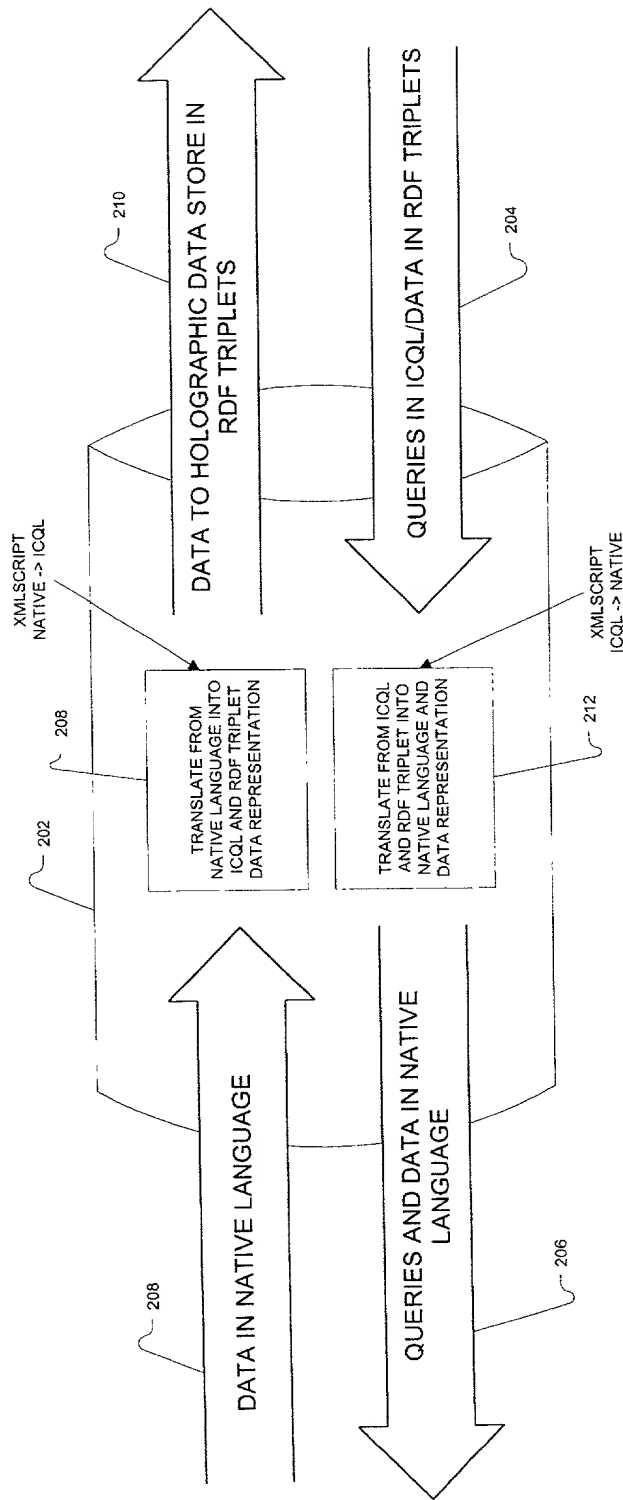 210
DATA TO HOLOGRAPHIC DATA STORE IN
RDF TRIPLETS
QUERIES IN ICQL/DATA IN RDF TRIPLETS
204
XMLSCRIPT
NATIVE -> ICQL
208
202
TRANSLATE FROM
NATIVE LANGUAGE INTO
ICQL AND RDF TRIPLET
DATA REPRESENTATION
TRANSLATE FROM ICQL
AND RDF TRIPLET INTO
NATIVE LANGUAGE AND
DATA REPRESENTATION
XMLSCRIPT
ICQL -> NATIVE
212
DATA IN NATIVE LANGUAGE
208
QUERIES AND DATA IN NATIVE
LANGUAGE
206